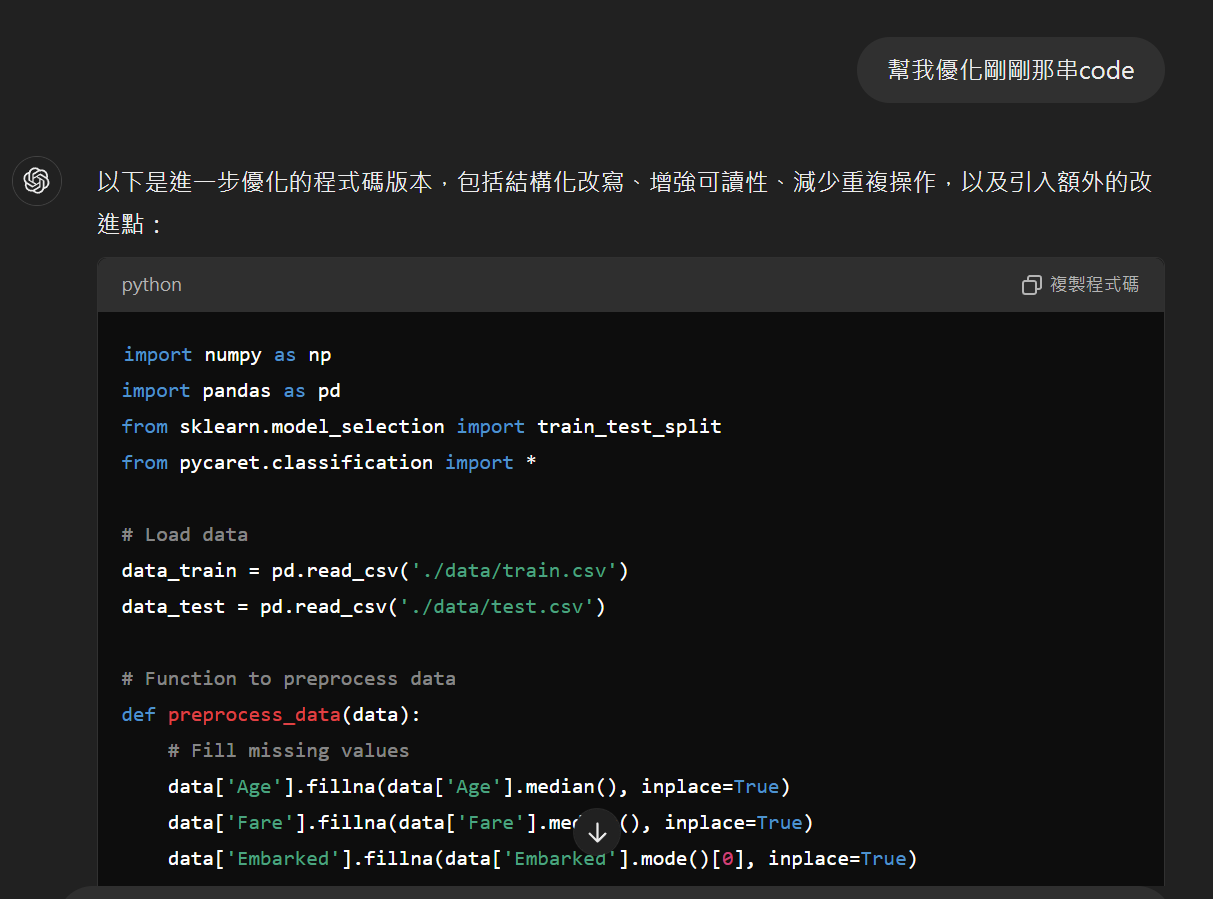 幫我優化剛剛那串code
以下是進一步優化的程式碼版本，包括結構化改寫、增強可讀性、減少重複操作，以及引入額外的改
進點：
python
複製程式碼
import numpy as np
import pandas as pd
from sklearn.model_selection import train_test_split
from pycaret.classification import *
# Load data
data_train = pd.read_csv('./data/train.csv')
data_test = pd.read_csv('./data/test.csv')
# Function to preprocess data
def preprocess_data(data):
    # Fill missing values
    data['Age'].fillna(data['Age'].median(), inplace=True)
    data['Fare'].fillna(data['Fare'].me (), inplace=True)
    data['Embarked'].fillna(data['Embarked'].mode()[0], inplace=True)